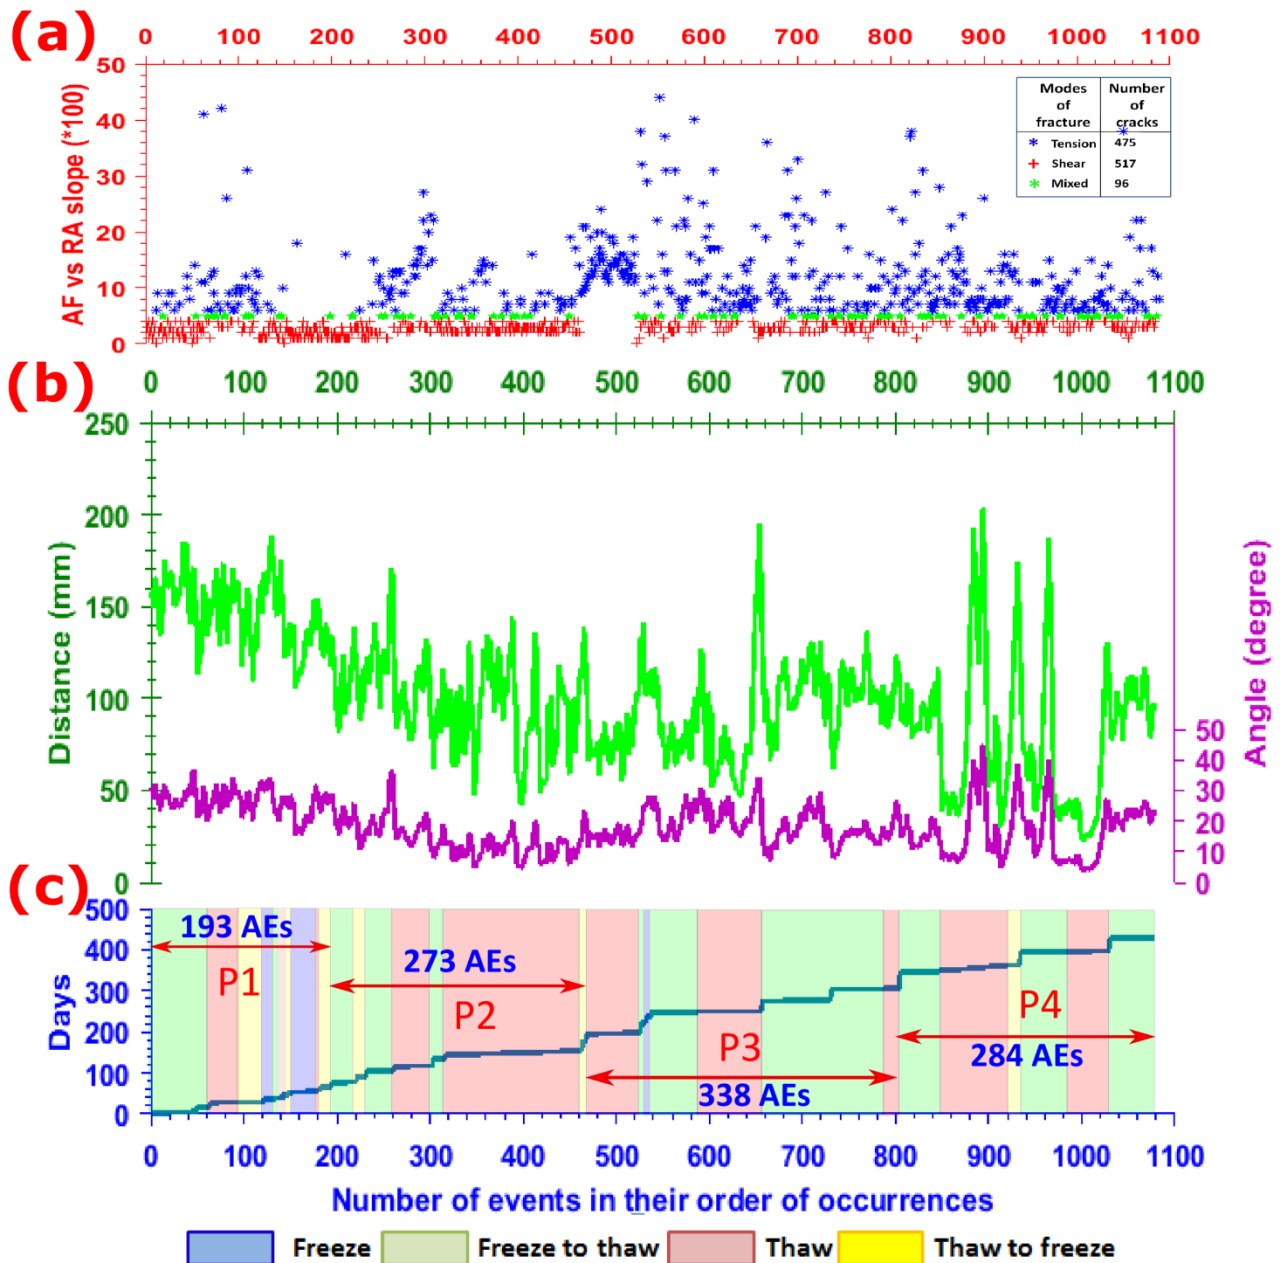 (a)
0 100 200 300 400 500 600 700 800 900 1000 1100
AF vs RA slope (*100)
50
40
30
20
10
0
Modes of fracture
Number of cracks
Tension 475
Shear 517
Mixed 96
(b)
0 100 200 300 400 500 600 700 800 900 1000 1100
Distance (mm)
250
200
150
100
50
0
Angle (degree)
50
40
30
20
10
0
(c)
Days
500
400
300
200
100
0
193 AEs
P1
273 AEs
P2
P3
338 AEs
P4
284 AEs
0 100 200 300 400 500 600 700 800 900 1000 1100
Number of events in their order of occurrences
Freeze Freeze to thaw Thaw Thaw to freeze